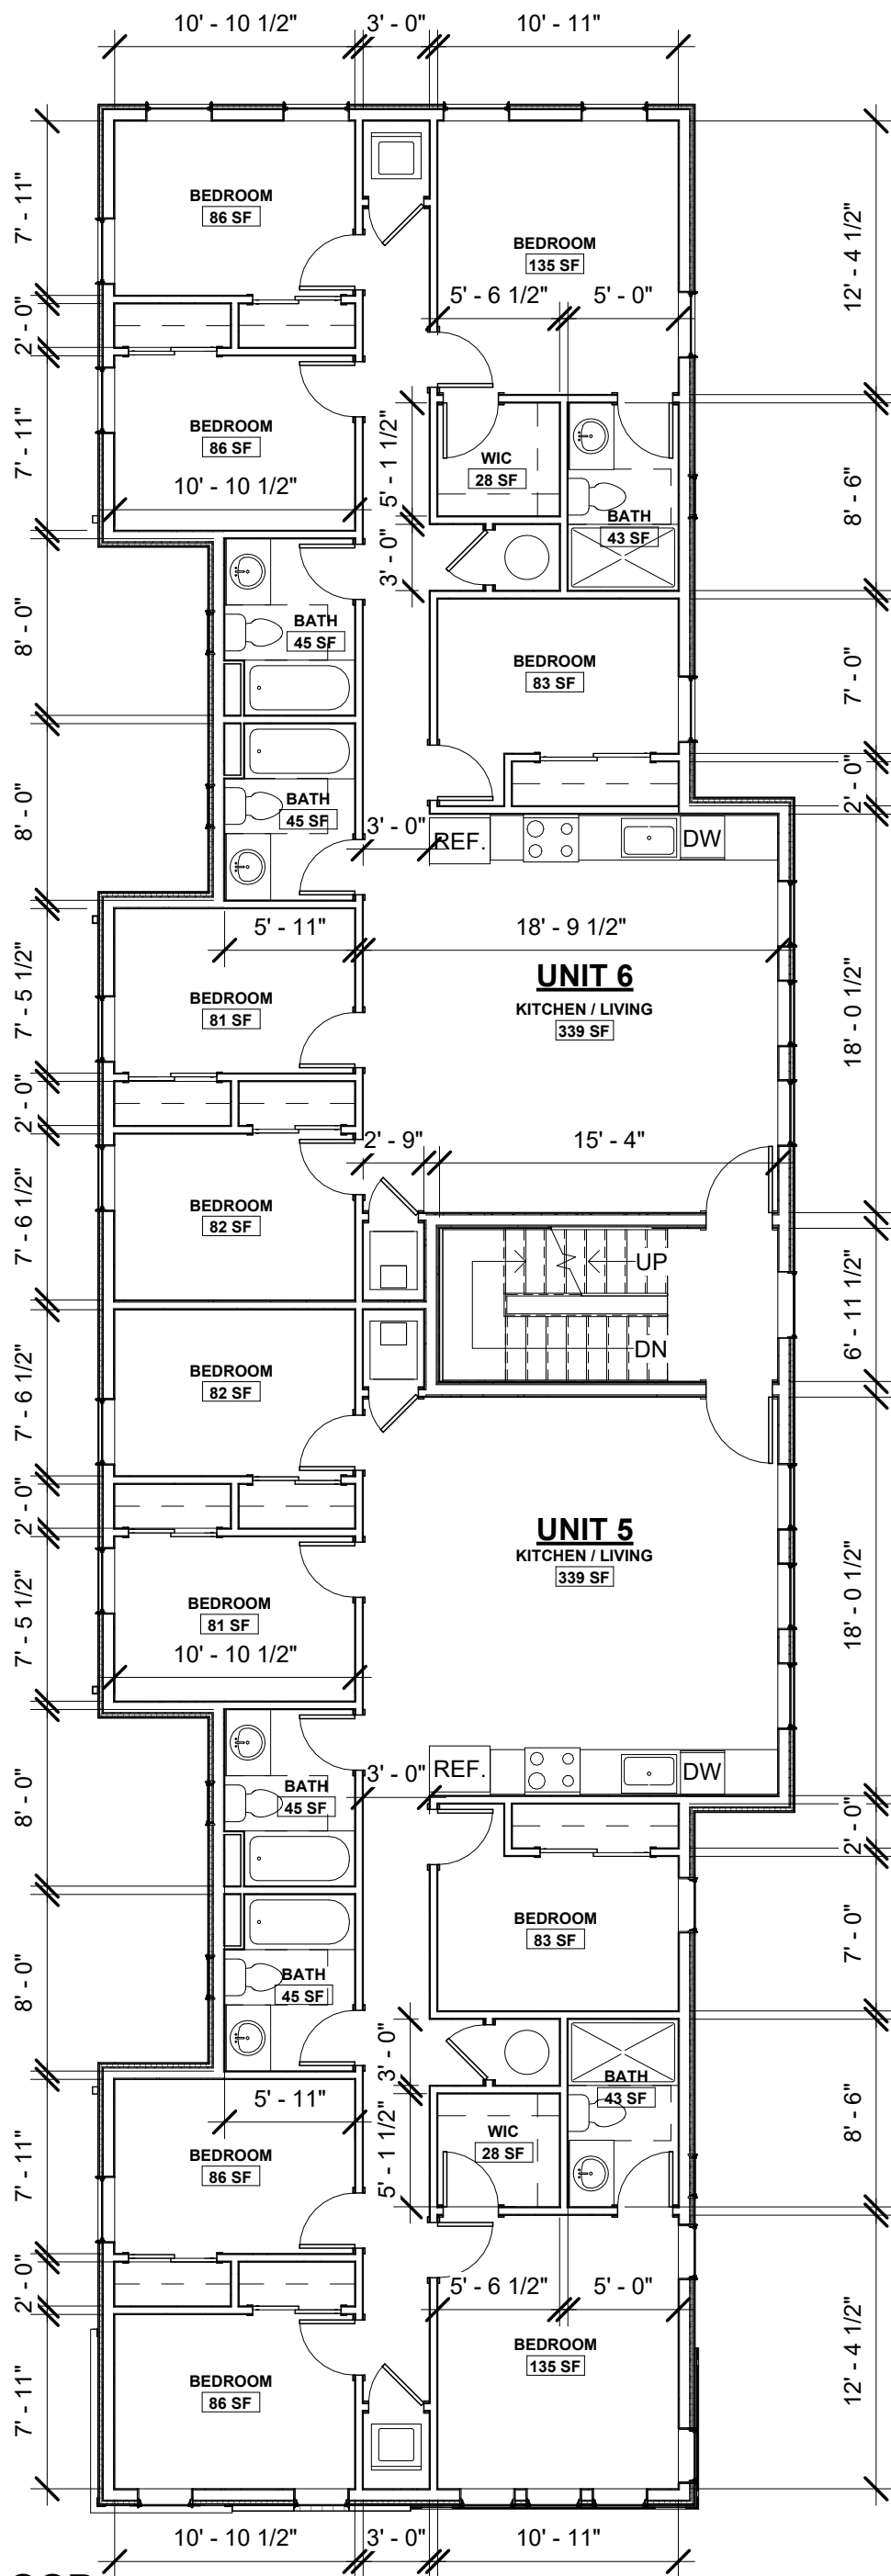 10' - 10 1/2" 3' - 0" 10' - 11"
7' - 11"
BEDROOM
86 SF
BEDROOM
135 SF
12' - 4 1/2"
5' - 6 1/2" 5' - 0"
2' - 0"
7' - 11"
BEDROOM
86 SF
10' - 10 1/2"
5' - 1 1/2"
WIC
28 SF
8' - 6"
BATH
43 SF
3' - 0"
8' - 0"
BATH
45 SF
BEDROOM
83 SF
7' - 0"
2' - 0"
8' - 0"
BATH
45 SF
3' - 0"
REF.
DW
5' - 11" 18' - 9 1/2"
7' - 5 1/2"
UNIT 6
BEDROOM
81 SF
KITCHEN / LIVING
339 SF
18' - 0 1/2"
2' - 0"
2' - 9" 15' - 4"
7' - 6 1/2"
BEDROOM
82 SF
UP
6' - 11 1/2"
DN
7' - 6 1/2"
BEDROOM
82 SF
2' - 0"
UNIT 5
KITCHEN / LIVING
339 SF
7' - 5 1/2"
BEDROOM
81 SF
18' - 0 1/2"
10' - 10 1/2"
3' - 0"
REF.
DW
8' - 0"
BATH
45 SF
2' - 0"
BEDROOM
83 SF
7' - 0"
8' - 0"
BATH
45 SF
3' - 0"
BATH
43 SF
8' - 6"
5' - 11"
5' - 1 1/2"
WIC
28 SF
7' - 11"
BEDROOM
86 SF
2' - 0"
5' - 6 1/2" 5' - 0"
BEDROOM
135 SF
12' - 4 1/2"
7' - 11"
BEDROOM
86 SF
10' - 10 1/2" 3' - 0" 10' - 11"